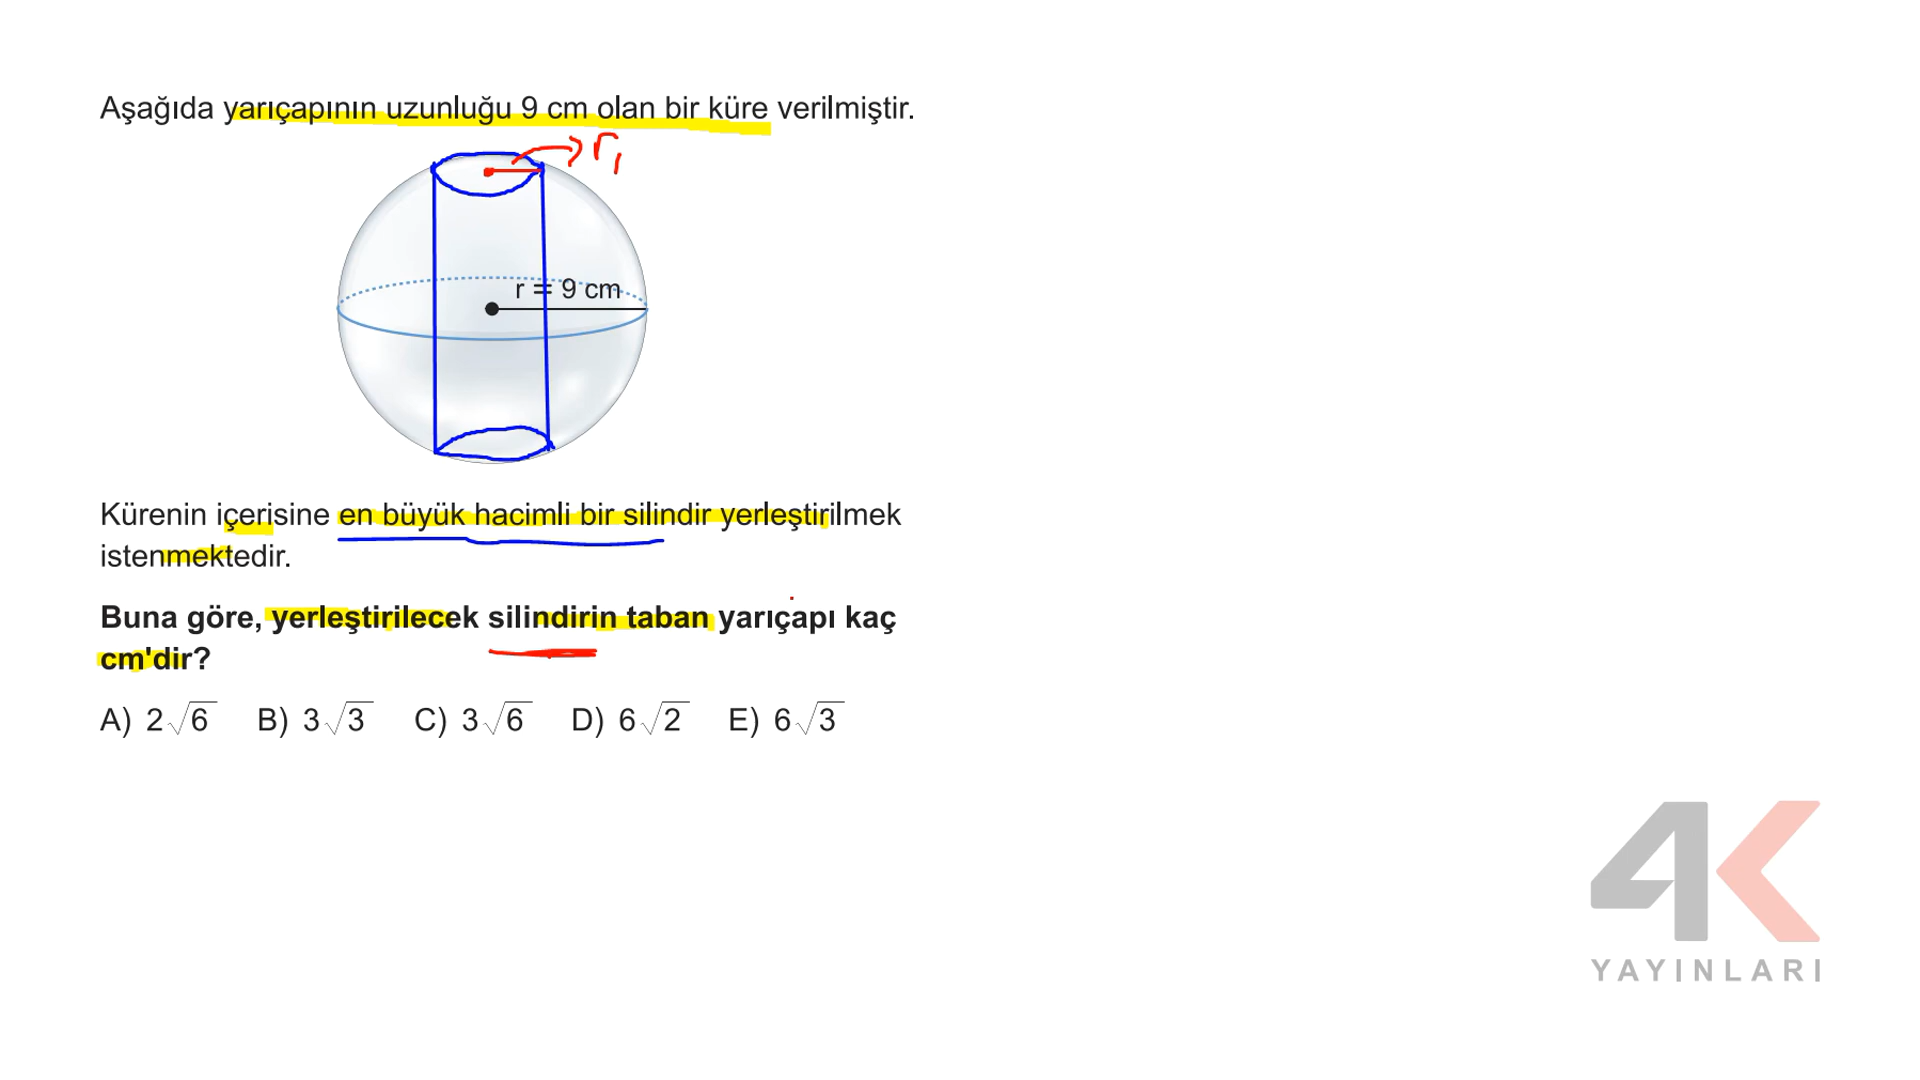 Aşağıda yarıçapının uzunluğu 9 cm olan bir küre verilmiştir.
r₁
r = 9 cm
Kürenin içerisine en büyük hacimli bir silindir yerleştirilmek
istenmektedir.
Buna göre, yerleştirilecek silindirin taban yarıçapı kaç
cm'dir?
A) 2√6 B) 3√3 C) 3√6 D) 6√2 E) 6√3
4K
YAYINLARI